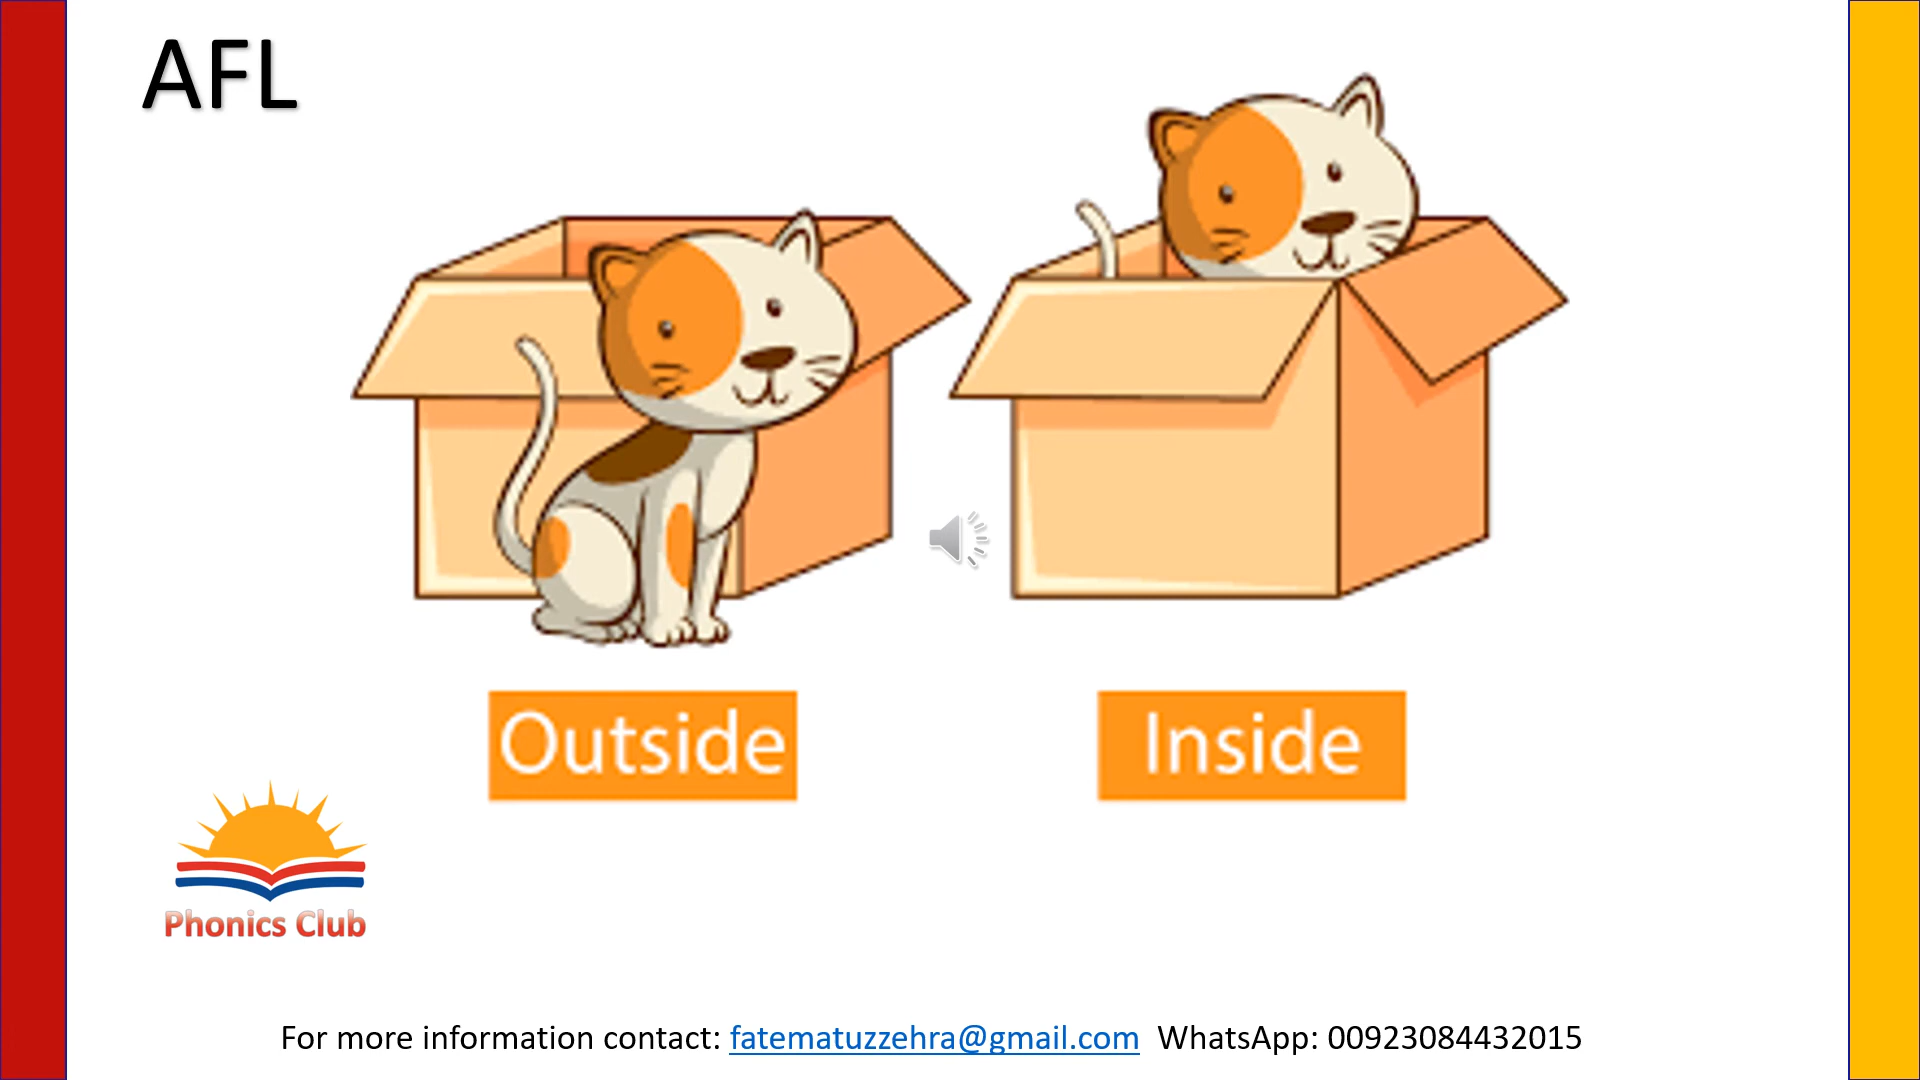 AFL
Outside
Inside
Phonics Club
For more information contact: fatematuzzehra@gmail.com WhatsApp: 00923084432015